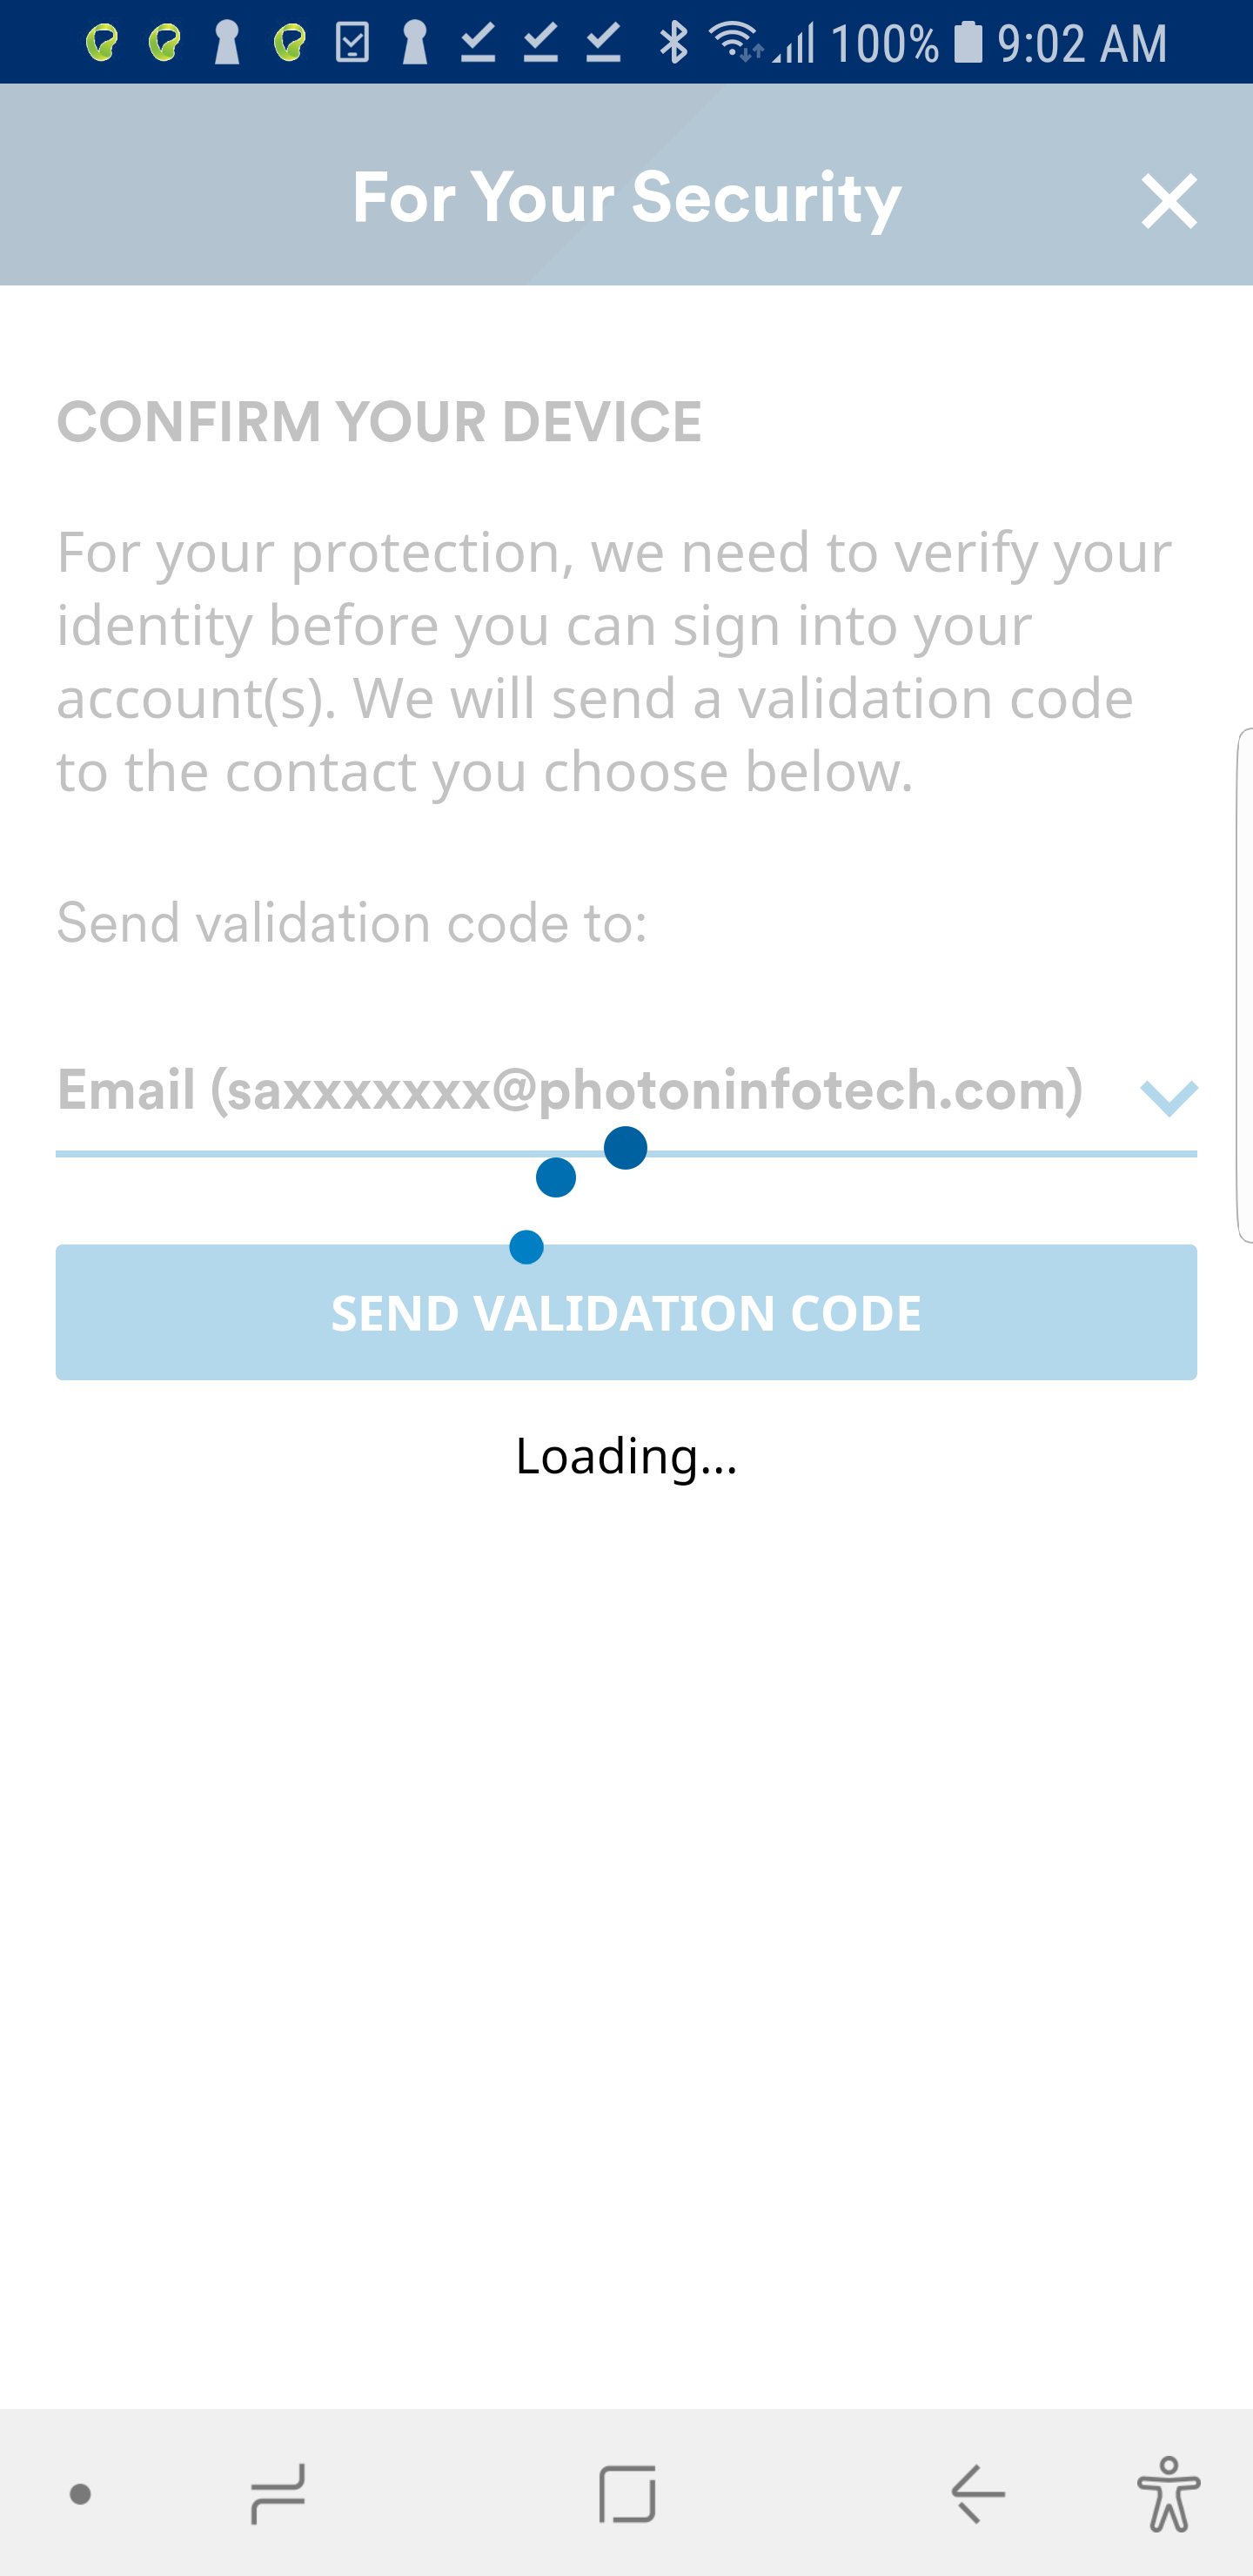 100% 9:02 AM
For Your Security
CONFIRM YOUR DEVICE
For your protection, we need to verify your
identity before you can sign into your
account(s). We will send a validation code
to the contact you choose below.
Send validation code to:
Email (saxxxxxxxx@photoninfotech.com)
SEND VALIDATION CODE
Loading...